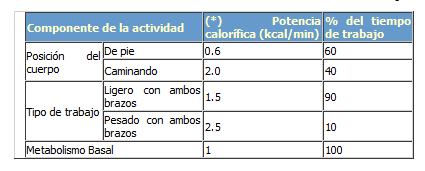 Componente de la actividad
(*) Potencia
calorífica (kcal/min)
% del tiempo
de trabajo
Posición del
cuerpo
De pie
0.6
60
Caminando
2.0
40
Tipo de trabajo
Ligero con ambos
brazos
1.5
90
Pesado con ambos
brazos
2.5
10
Metabolismo Basal
1
100